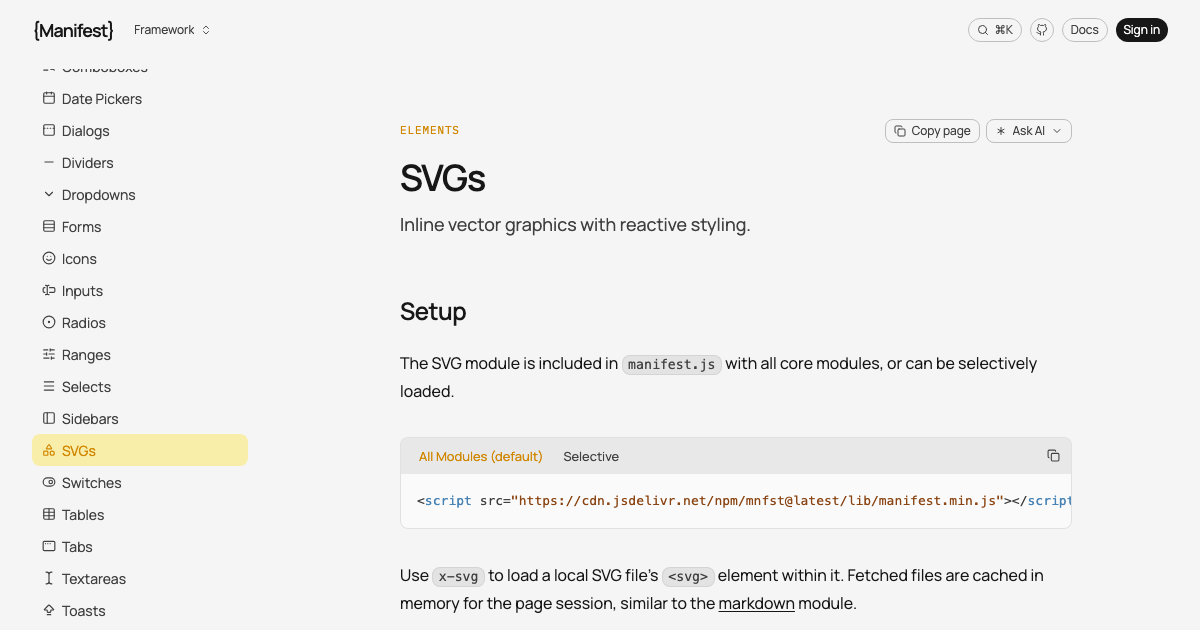 {Manifest}
Framework
⌘K
Docs
Sign in
Comboboxes
Date Pickers
Dialogs
Dividers
Dropdowns
Forms
Icons
Inputs
Radios
Ranges
Selects
Sidebars
SVGs
Switches
Tables
Tabs
Textareas
Toasts
ELEMENTS
Copy page
Ask AI
SVGs
Inline vector graphics with reactive styling.
Setup
The SVG module is included in manifest.js with all core modules, or can be selectively
loaded.
All Modules (default)
Selective
<script src="https://cdn.jsdelivr.net/npm/mnfst@latest/lib/manifest.min.js"></script
Use x-svg to load a local SVG file's <svg> element within it. Fetched files are cached in
memory for the page session, similar to the markdown module.